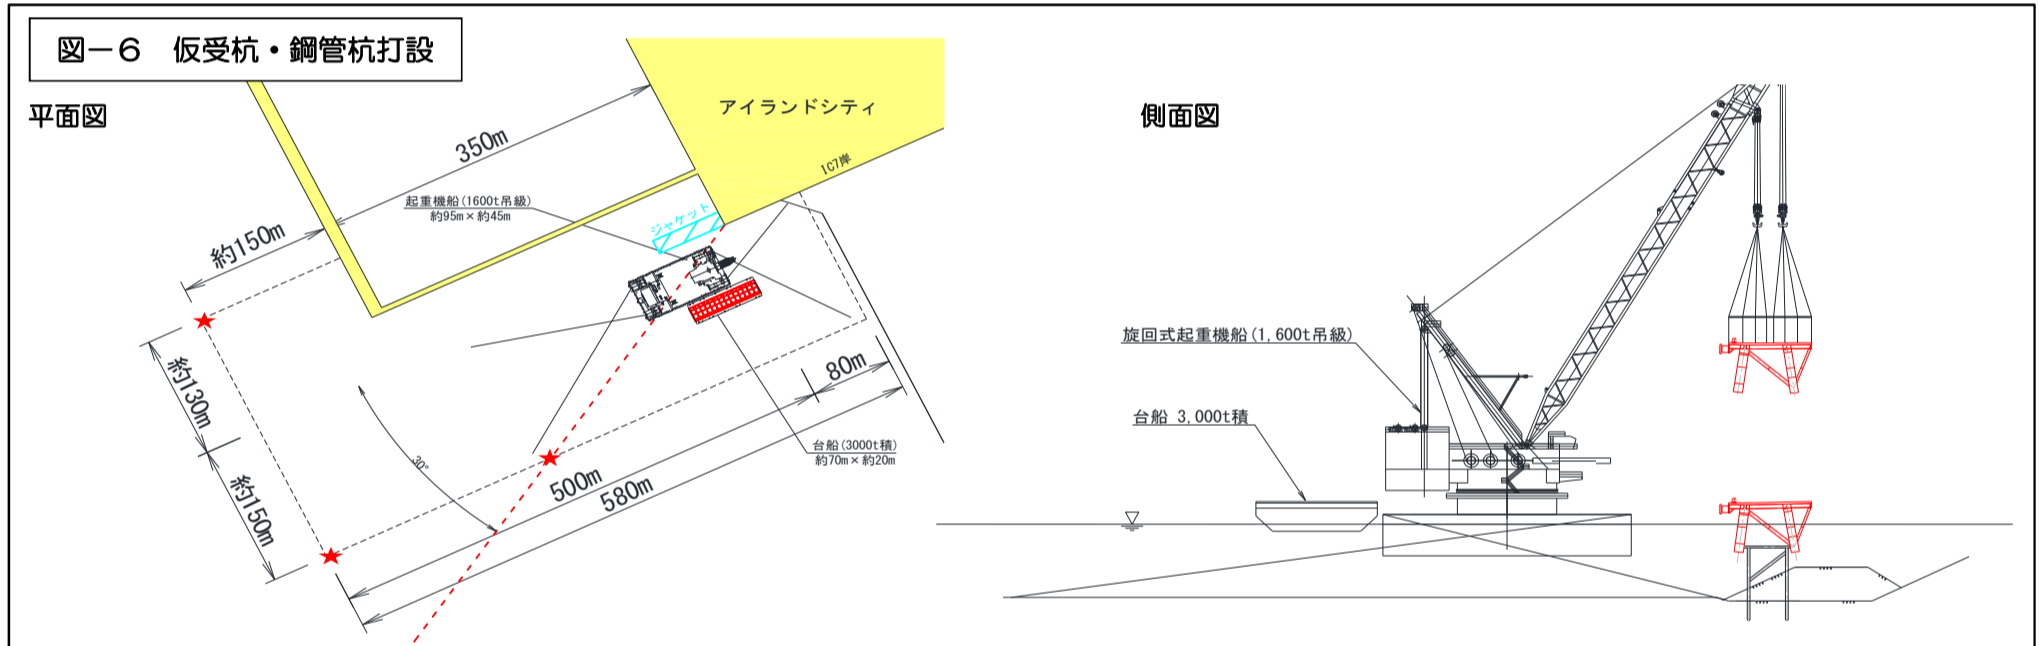 図－６　仮受杭・鋼管杭打設
平面図
アイランドシティ
350m
IC7岸
起重機船(1600t吊級)
約95m×約45m
ジャケット
約150m
約130m
約150m
30°
80m
500m
580m
台船(3000t積)
約70m×約20m
側面図
旋回式起重機船(1,600t吊級)
台船 3,000t積